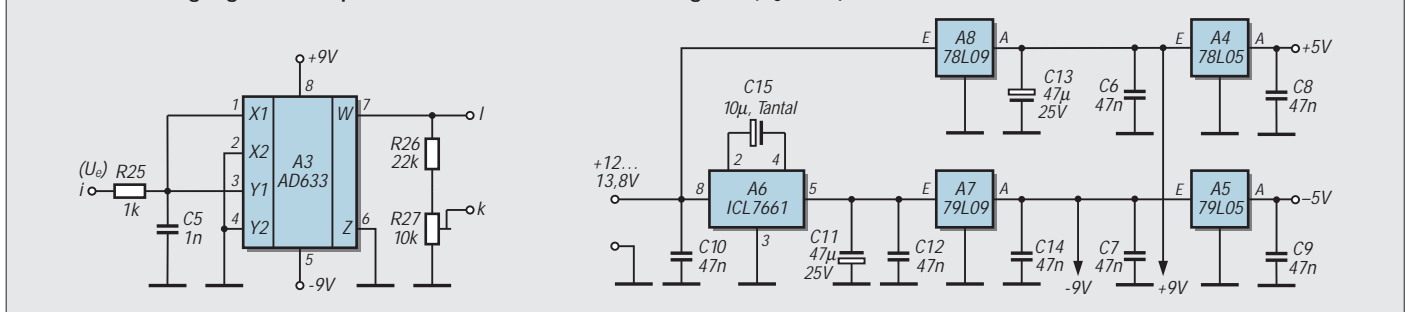 +9V
8
1
X1
W
7
l
2
X2
A3
AD633
R26
22k
(Ue)
R25
i
1k
3
Y1
k
C5
1n
4
Y2
Z
6
R27
10k
5
-9V
E
A8
78L09
A
E
A4
78L05
A
+5V
C13
47µ
25V
C6
47n
C8
47n
C15
10µ, Tantal
2
4
+12...
13,8V
8
A6
ICL7661
5
3
E
A7
79L09
A
E
A5
79L05
A
–5V
C10
47n
C11
47µ
25V
C12
47n
C14
47n
-9V
C7
47n
+9V
C9
47n